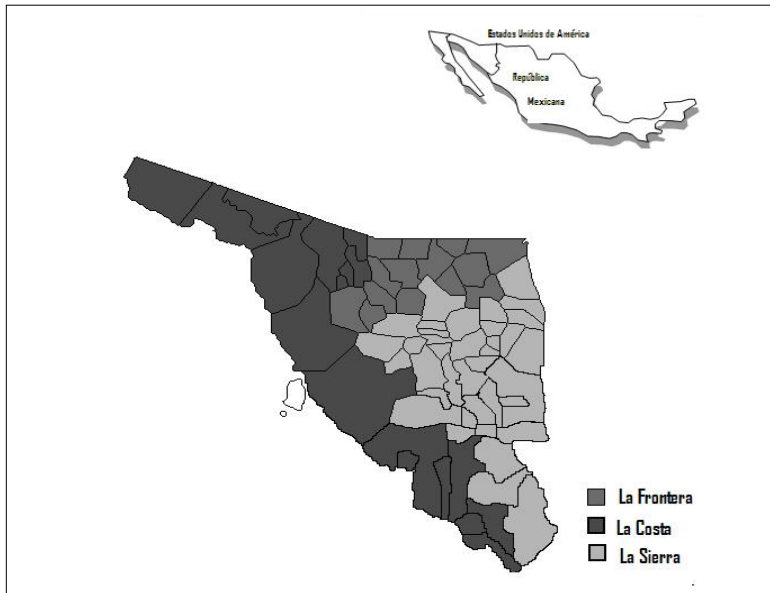 Estados Unidos de América
República
Mexicana
La Frontera
La Costa
La Sierra